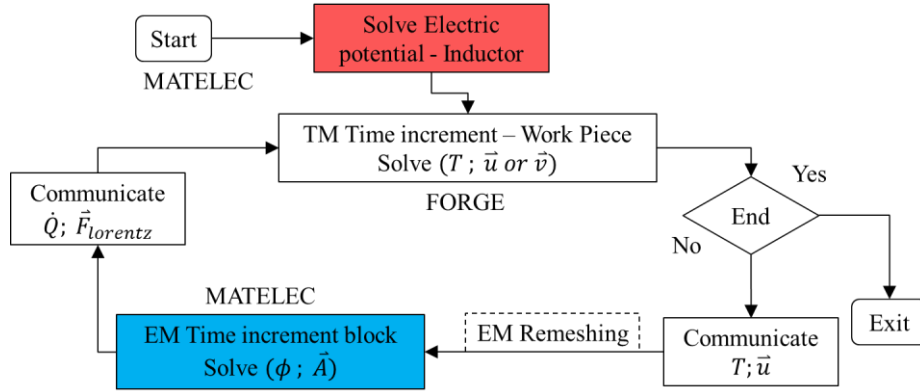 Start
Solve Electric
potential - Inductor
MATELEC
TM Time increment – Work Piece
Solve (T ; u⃗ or v⃗)
FORGE
Communicate
Q̇; F⃗lorentz
End
Yes
No
MATELEC
EM Time increment block
Solve (ϕ ; A⃗)
EM Remeshing
Communicate
T; u⃗
Exit